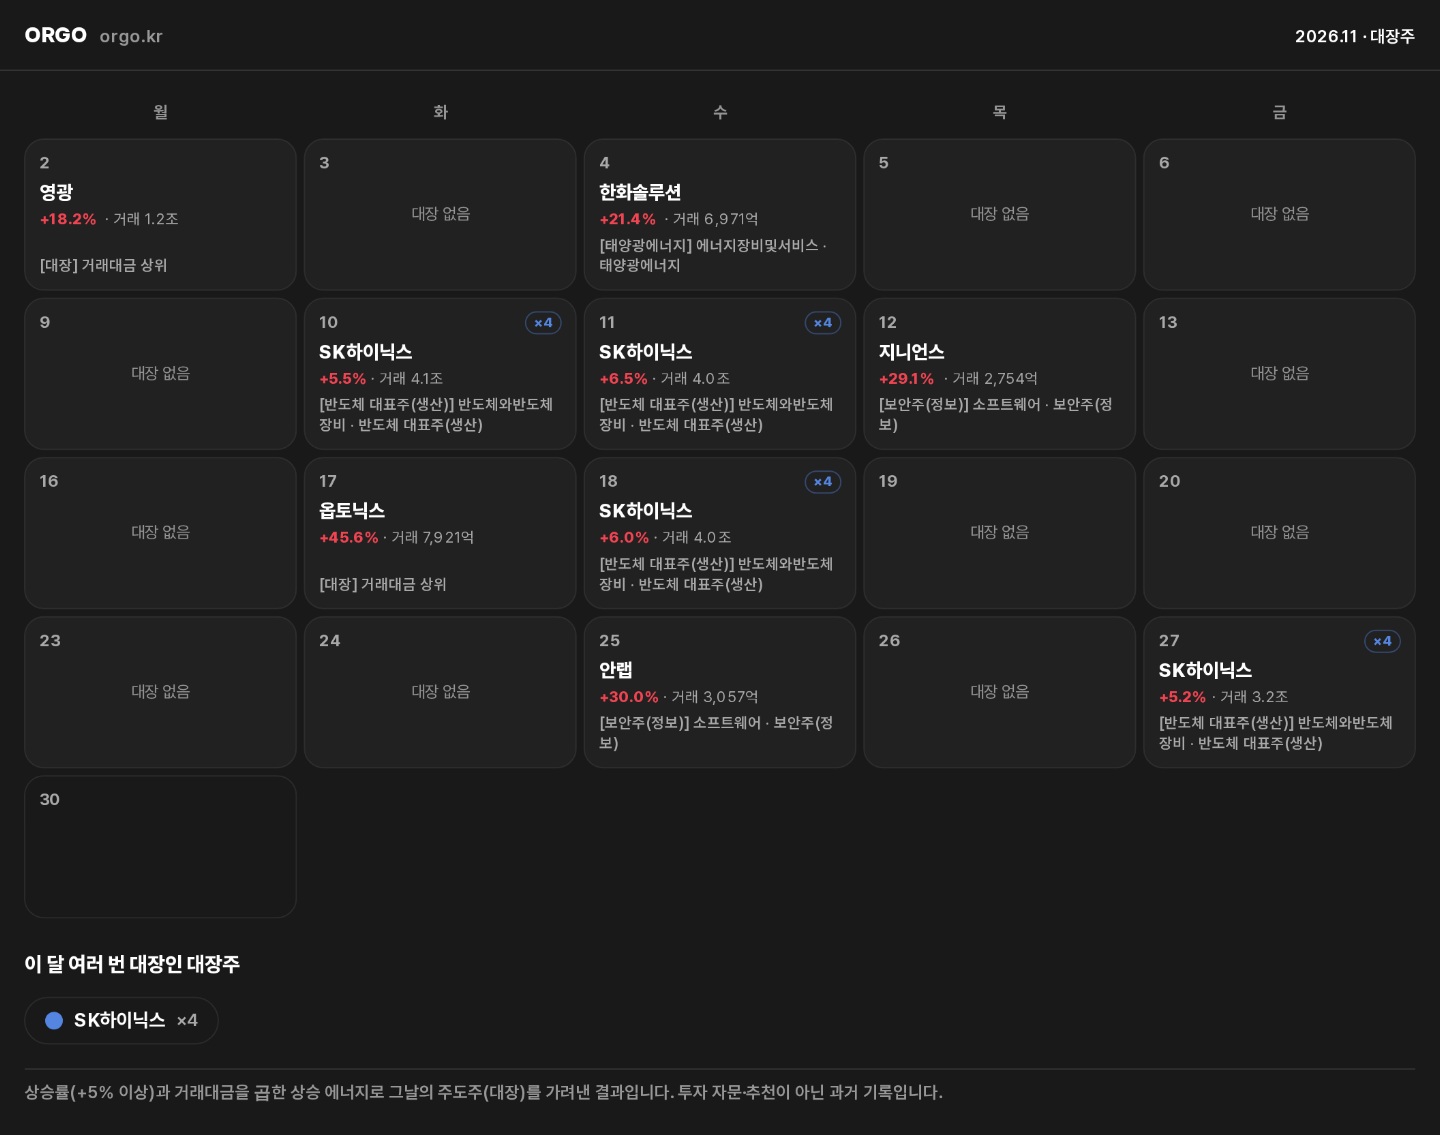 ORGO orgo.kr
2026.11 · 대장주
월 화 수 목 금
2
영광
+18.2% · 거래 1.2조
[대장] 거래대금 상위
3
대장 없음
4
한화솔루션
+21.4% · 거래 6,971억
[태양광에너지] 에너지장비및서비스 ·
태양광에너지
5
대장 없음
6
대장 없음
9
대장 없음
10 ×4
SK하이닉스
+5.5% · 거래 4.1조
[반도체 대표주(생산)] 반도체와반도체
장비 · 반도체 대표주(생산)
11 ×4
SK하이닉스
+6.5% · 거래 4.0조
[반도체 대표주(생산)] 반도체와반도체
장비 · 반도체 대표주(생산)
12
지니언스
+29.1% · 거래 2,754억
[보안주(정보)] 소프트웨어 · 보안주(정
보)
13
대장 없음
16
대장 없음
17
옵토닉스
+45.6% · 거래 7,921억
[대장] 거래대금 상위
18 ×4
SK하이닉스
+6.0% · 거래 4.0조
[반도체 대표주(생산)] 반도체와반도체
장비 · 반도체 대표주(생산)
19
대장 없음
20
대장 없음
23
대장 없음
24
대장 없음
25
안랩
+30.0% · 거래 3,057억
[보안주(정보)] 소프트웨어 · 보안주(정
보)
26
대장 없음
27 ×4
SK하이닉스
+5.2% · 거래 3.2조
[반도체 대표주(생산)] 반도체와반도체
장비 · 반도체 대표주(생산)
30
이 달 여러 번 대장인 대장주
SK하이닉스 ×4
상승률(+5% 이상)과 거래대금을 곱한 상승 에너지로 그날의 주도주(대장)를 가려낸 결과입니다. 투자 자문·추천이 아닌 과거 기록입니다.